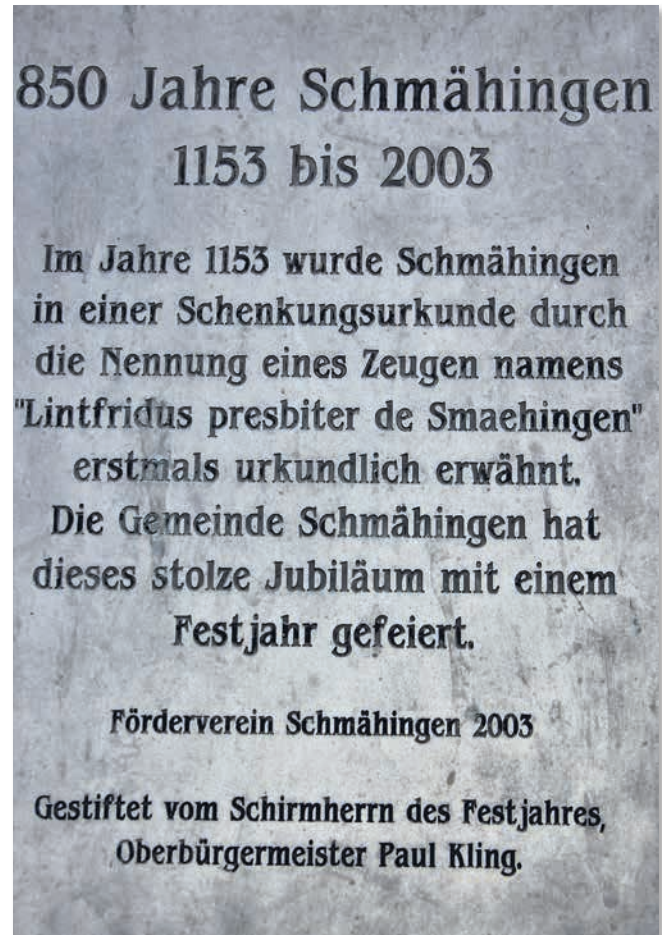 850 Jahre Schmähingen
1153 bis 2003
Im Jahre 1153 wurde Schmähingen
in einer Schenkungsurkunde durch
die Nennung eines Zeugen namens
"Lintfridus presbiter de Smaehingen"
erstmals urkundlich erwähnt.
Die Gemeinde Schmähingen hat
dieses stolze Jubiläum mit einem
Festjahr gefeiert.
Förderverein Schmähingen 2003
Gestiftet vom Schirmherrn des Festjahres,
Oberbürgermeister Paul Kling.